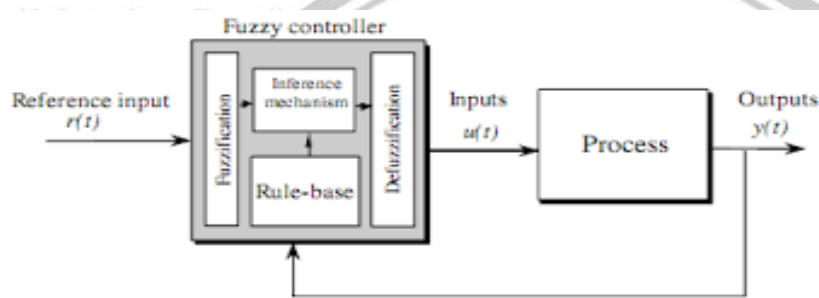 Fuzzy controller
Reference input
r(t)
Fuzzification
Inference
mechanism
Rule-base
Defuzzification
Inputs
u(t)
Process
Outputs
y(t)